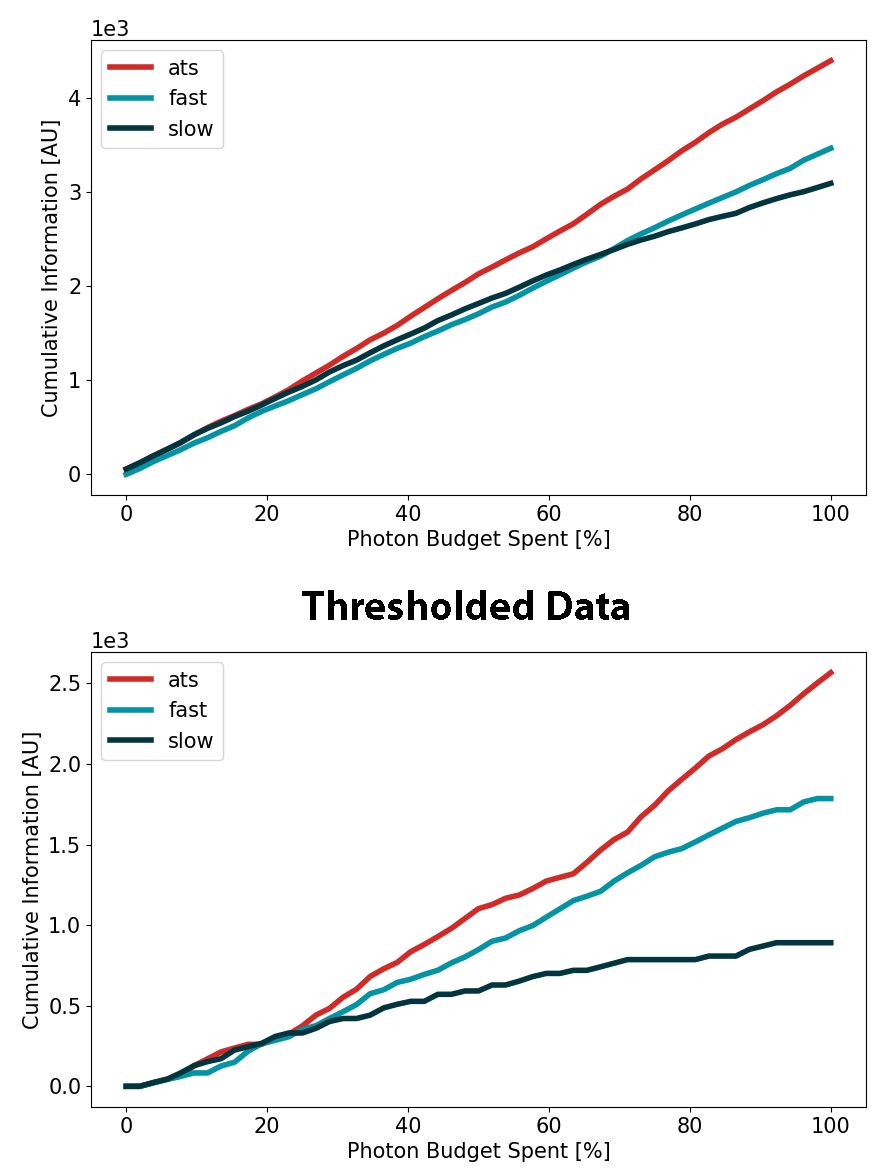 1e3
ats
fast
slow
4
3
2
1
0
Cumulative Information [AU]
0 20 40 60 80 100
Photon Budget Spent [%]
Thresholded Data
1e3
ats
fast
slow
2.5
2.0
1.5
1.0
0.5
0.0
Cumulative Information [AU]
0 20 40 60 80 100
Photon Budget Spent [%]